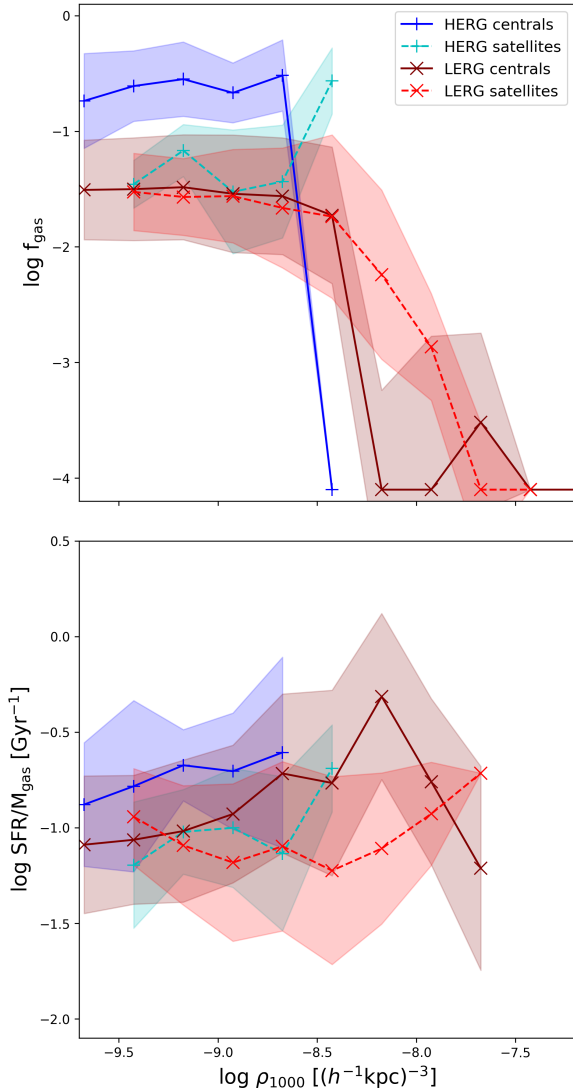 0
−1
−2
−3
−4
log f_gas
HERG centrals
HERG satellites
LERG centrals
LERG satellites
0.5
0.0
−0.5
−1.0
−1.5
−2.0
log SFR/M_gas [Gyr⁻¹]
−9.5 −9.0 −8.5 −8.0 −7.5
log ρ₁₀₀₀ [(h⁻¹kpc)⁻³]